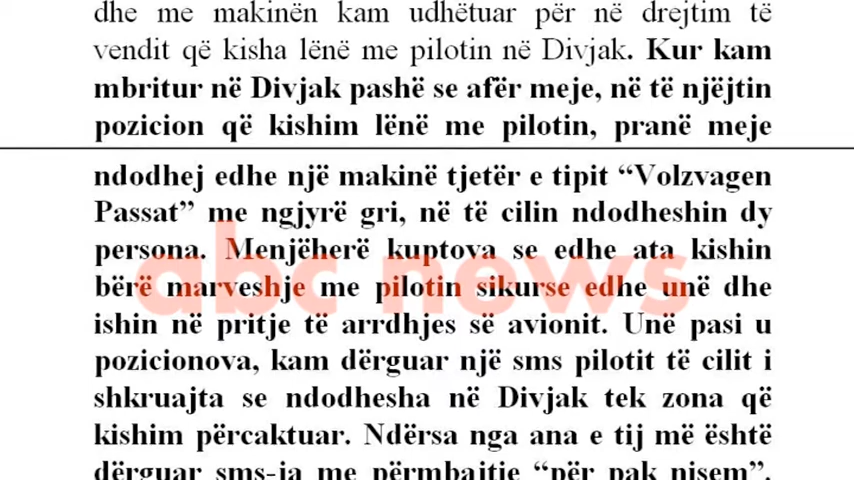 dhe me makinën kam udhëtuar për në drejtim të
vendit që kisha lënë me pilotin në Divjak. Kur kam
mbritur në Divjak pashë se afër meje, në të njëjtin
pozicion që kishim lënë me pilotin, pranë meje
ndodhej edhe një makinë tjetër e tipit “Volzvagen
Passat” me ngjyrë gri, në të cilin ndodheshin dy
persona. Menjëherë kuptova se edhe ata kishin
abc news
bërë marveshje me pilotin sikurse edhe unë dhe
ishin në pritje të arrdhjes së avionit. Unë pasi u
pozicionova, kam dërguar një sms pilotit të cilit i
shkruajta se ndodhesha në Divjak tek zona që
kishim përcaktuar. Ndërsa nga ana e tij më është
dërguar sms-ja me përmbajtje “për pak nisem”.